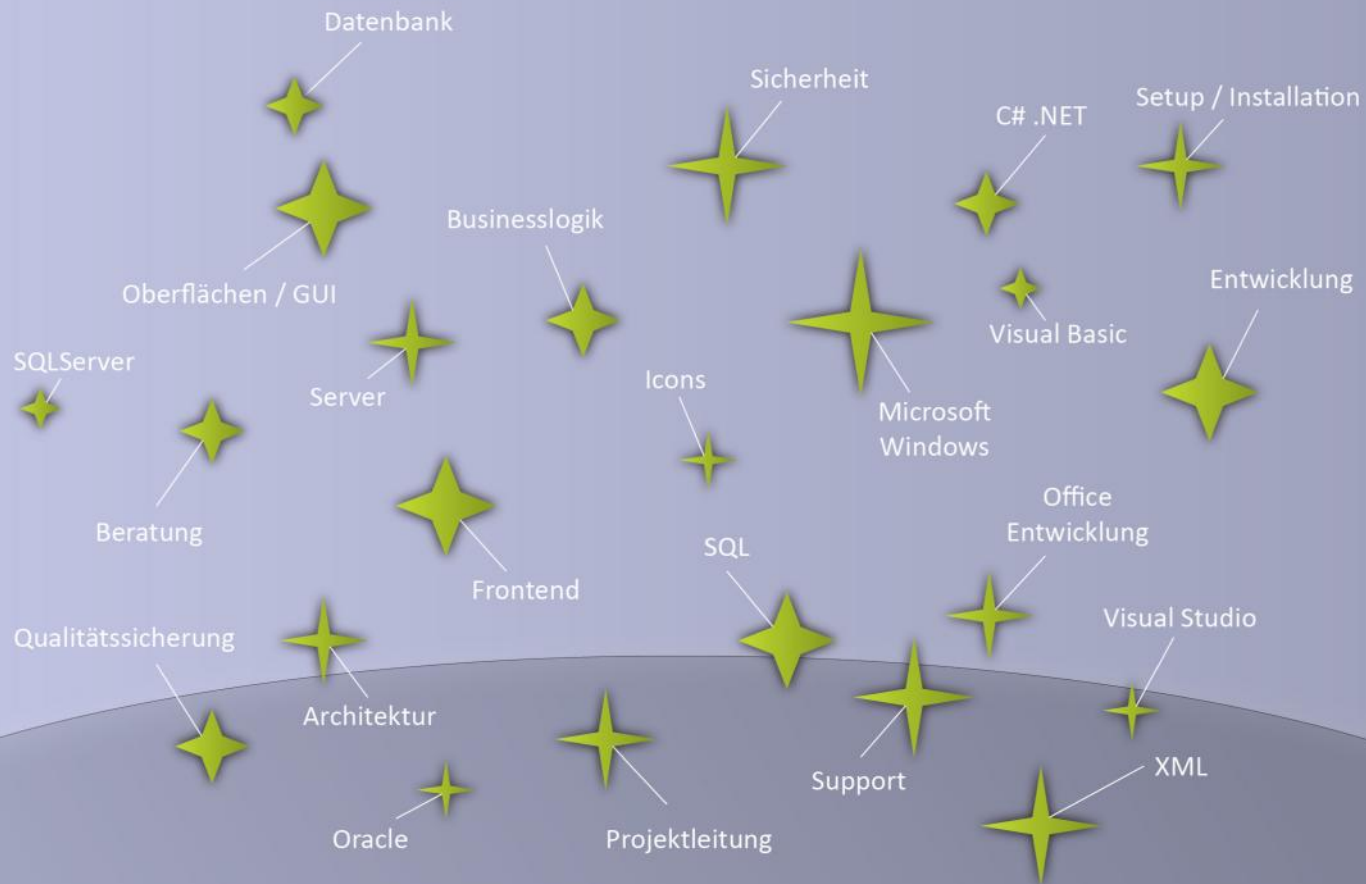 Datenbank
Sicherheit
C# .NET
Setup / Installation
Businesslogik
Oberflächen / GUI
Entwicklung
Visual Basic
SQLServer
Server
Icons
Microsoft
Windows
Beratung
Office
Entwicklung
SQL
Frontend
Visual Studio
Qualitätssicherung
Architektur
XML
Support
Oracle
Projektleitung